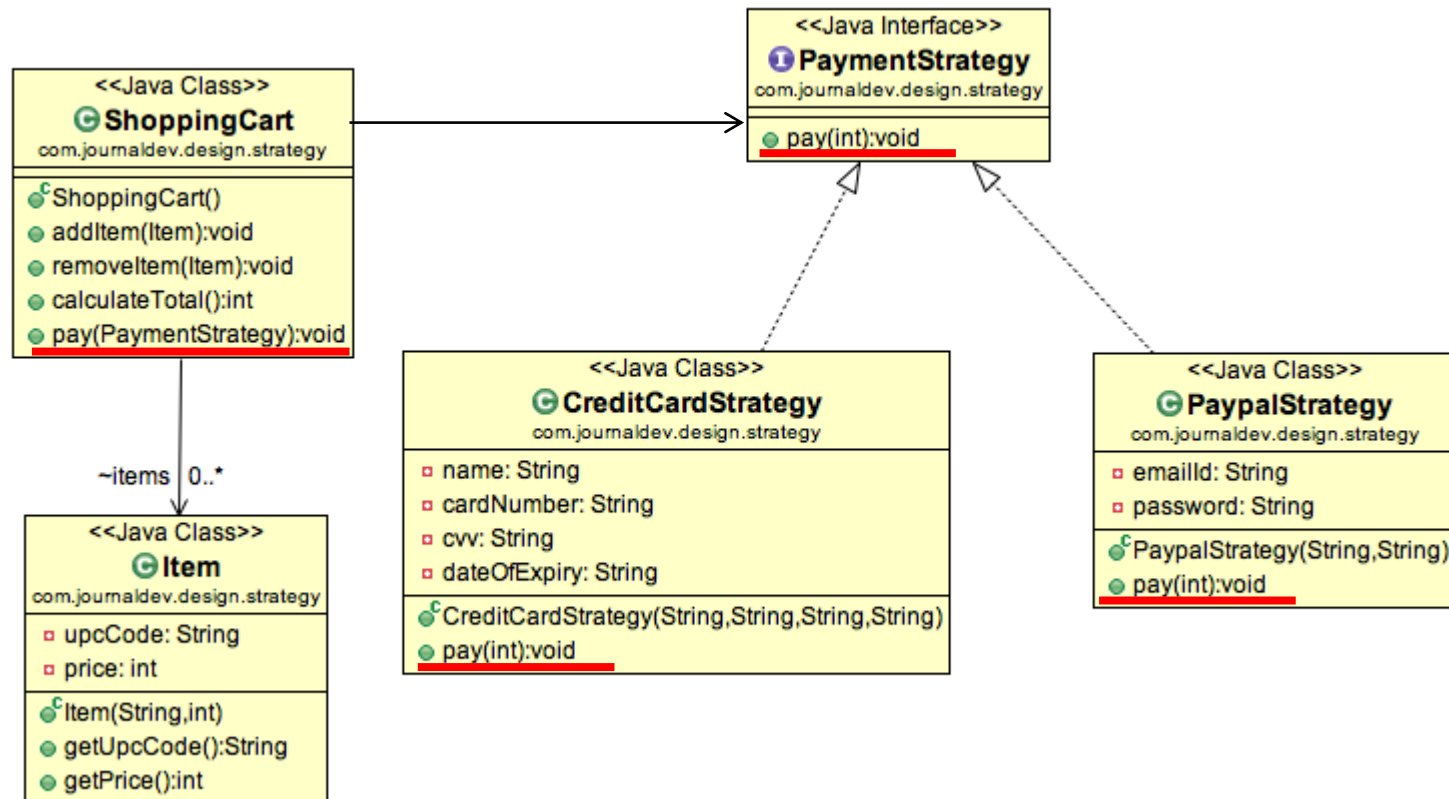 <<Java Interface>>
PaymentStrategy
com.journaldev.design.strategy
pay(int):void
<<Java Class>>
ShoppingCart
com.journaldev.design.strategy
ShoppingCart()
addItem(Item):void
removeItem(Item):void
calculateTotal():int
pay(PaymentStrategy):void
~items 0..*
<<Java Class>>
Item
com.journaldev.design.strategy
upcCode: String
price: int
Item(String,int)
getUpcCode():String
getPrice():int
<<Java Class>>
CreditCardStrategy
com.journaldev.design.strategy
name: String
cardNumber: String
cvv: String
dateOfExpiry: String
CreditCardStrategy(String,String,String,String)
pay(int):void
<<Java Class>>
PaypalStrategy
com.journaldev.design.strategy
emailId: String
password: String
PaypalStrategy(String,String)
pay(int):void